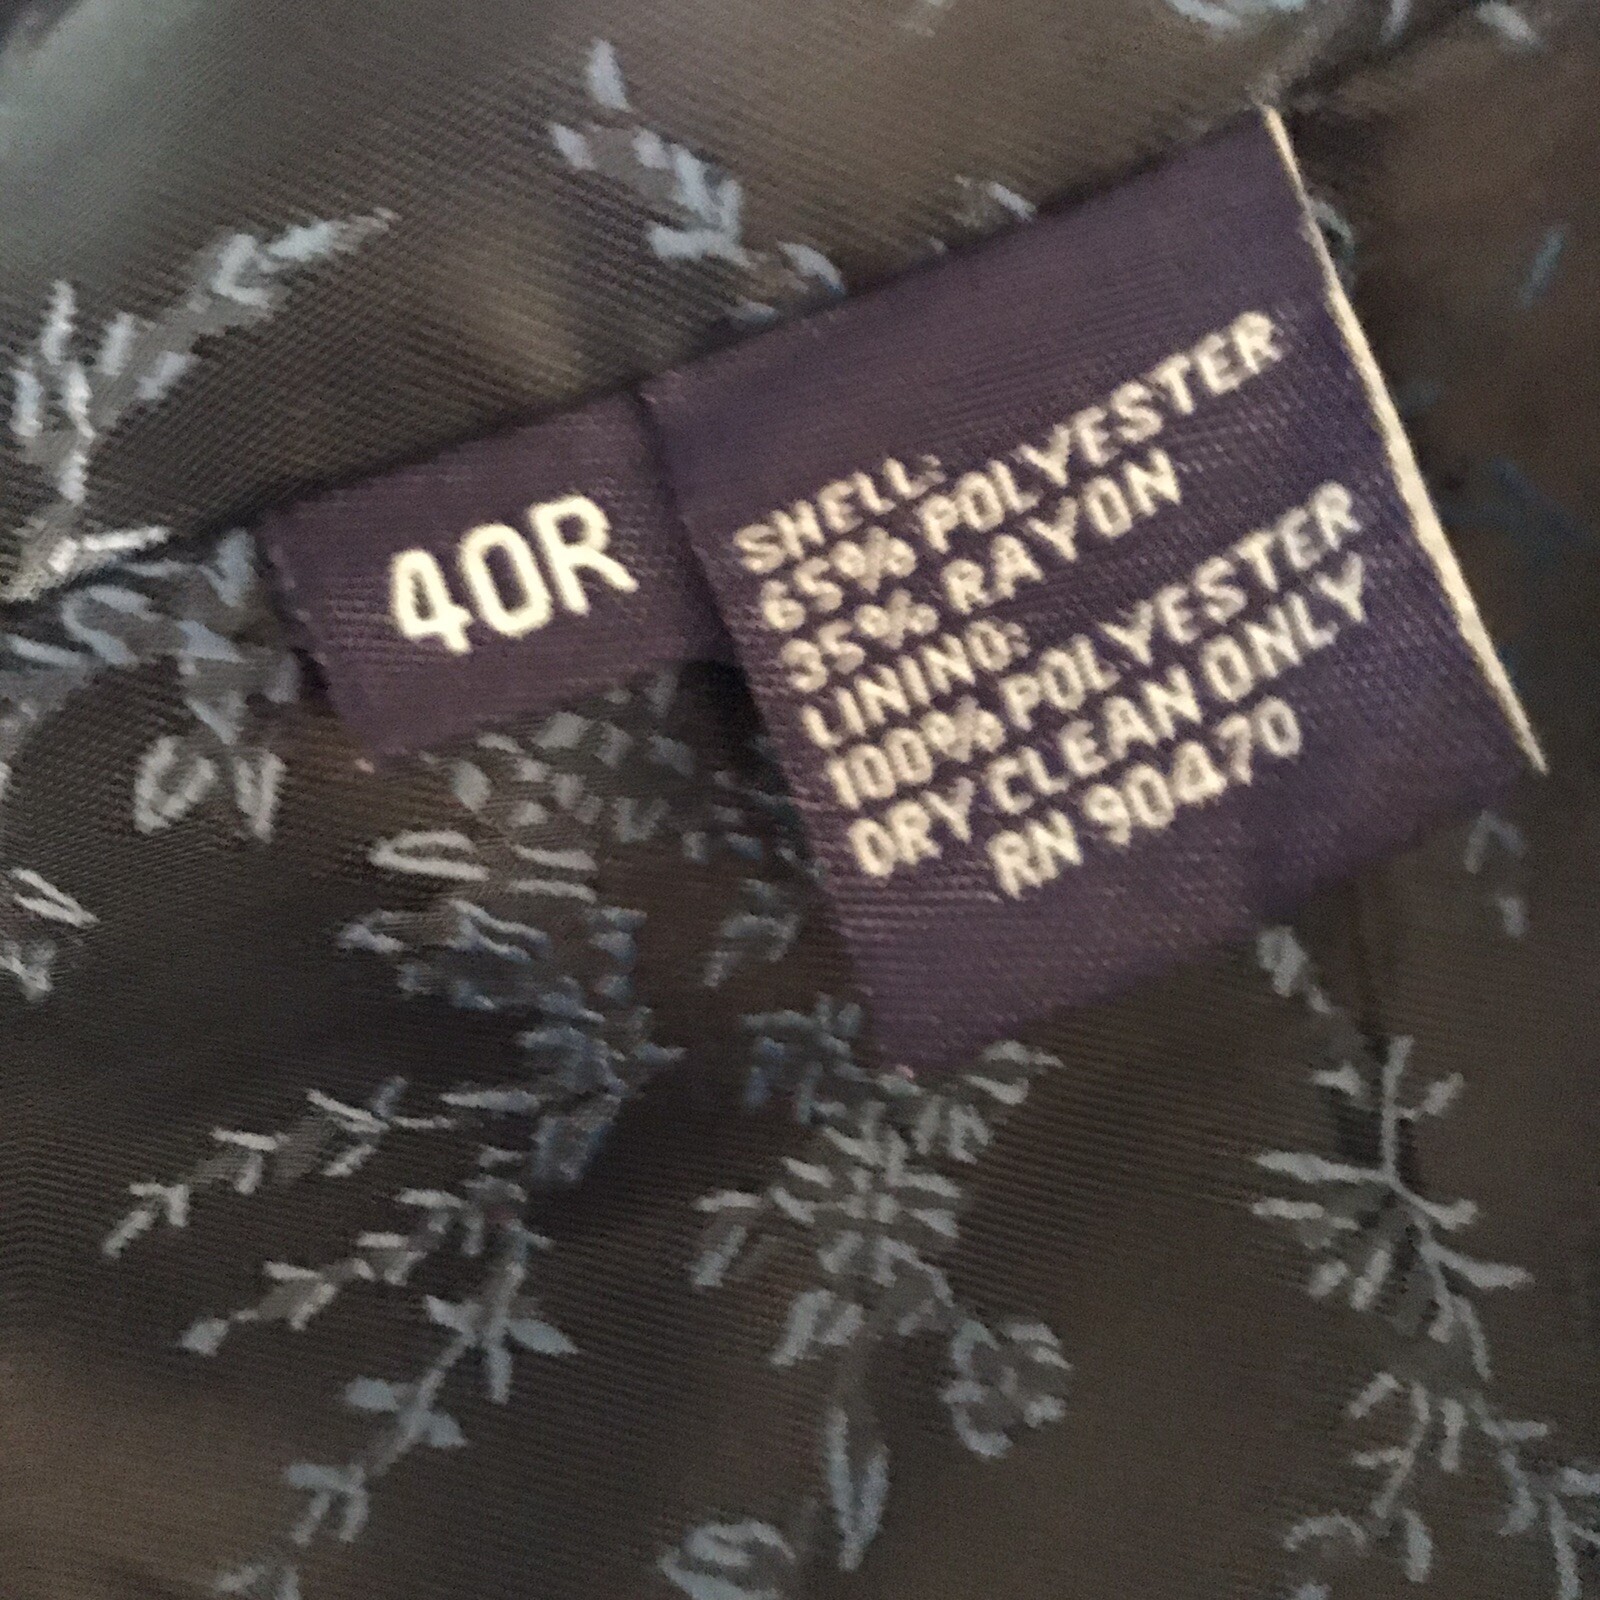 40R
SHELL:
65% POLYESTER
35% RAYON
LINING:
100% POLYESTER
DRY CLEAN ONLY
RN 90470